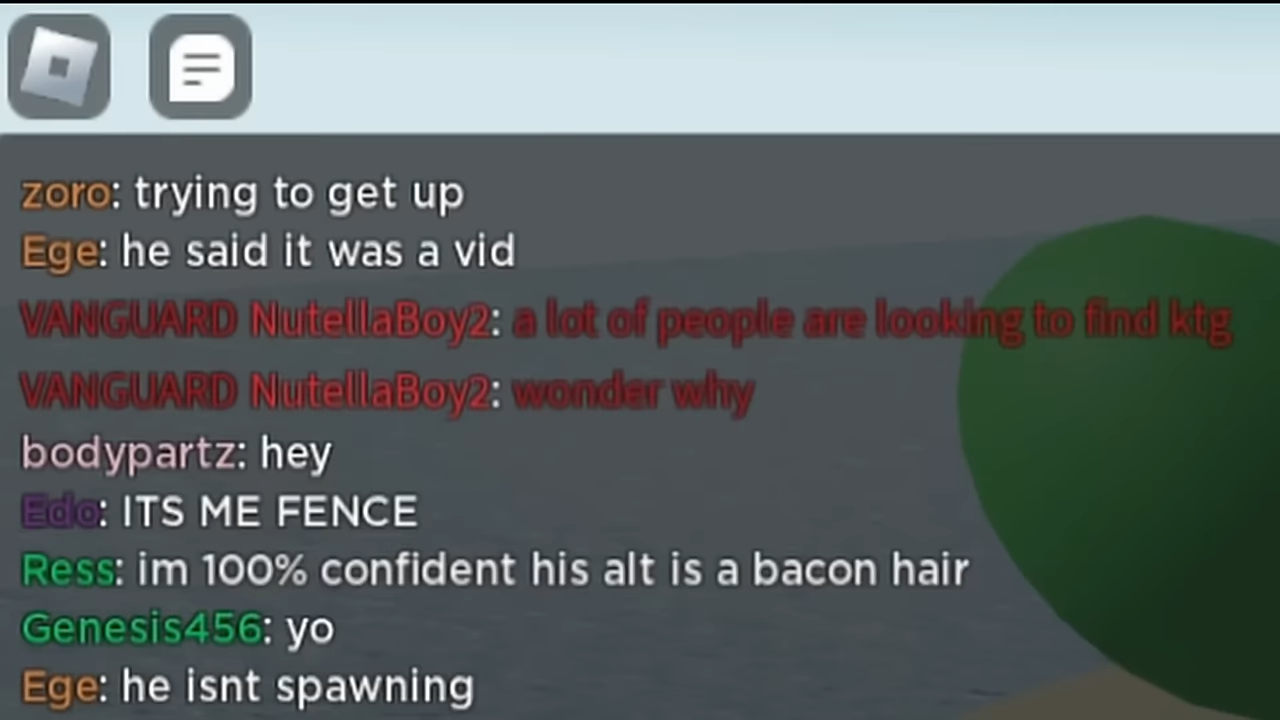 zoro: trying to get up
Ege: he said it was a vid
VANGUARD NutellaBoy2: a lot of people are looking to find ktg
VANGUARD NutellaBoy2: wonder why
bodypartz: hey
Edo: ITS ME FENCE
Ress: im 100% confident his alt is a bacon hair
Genesis456: yo
Ege: he isnt spawning